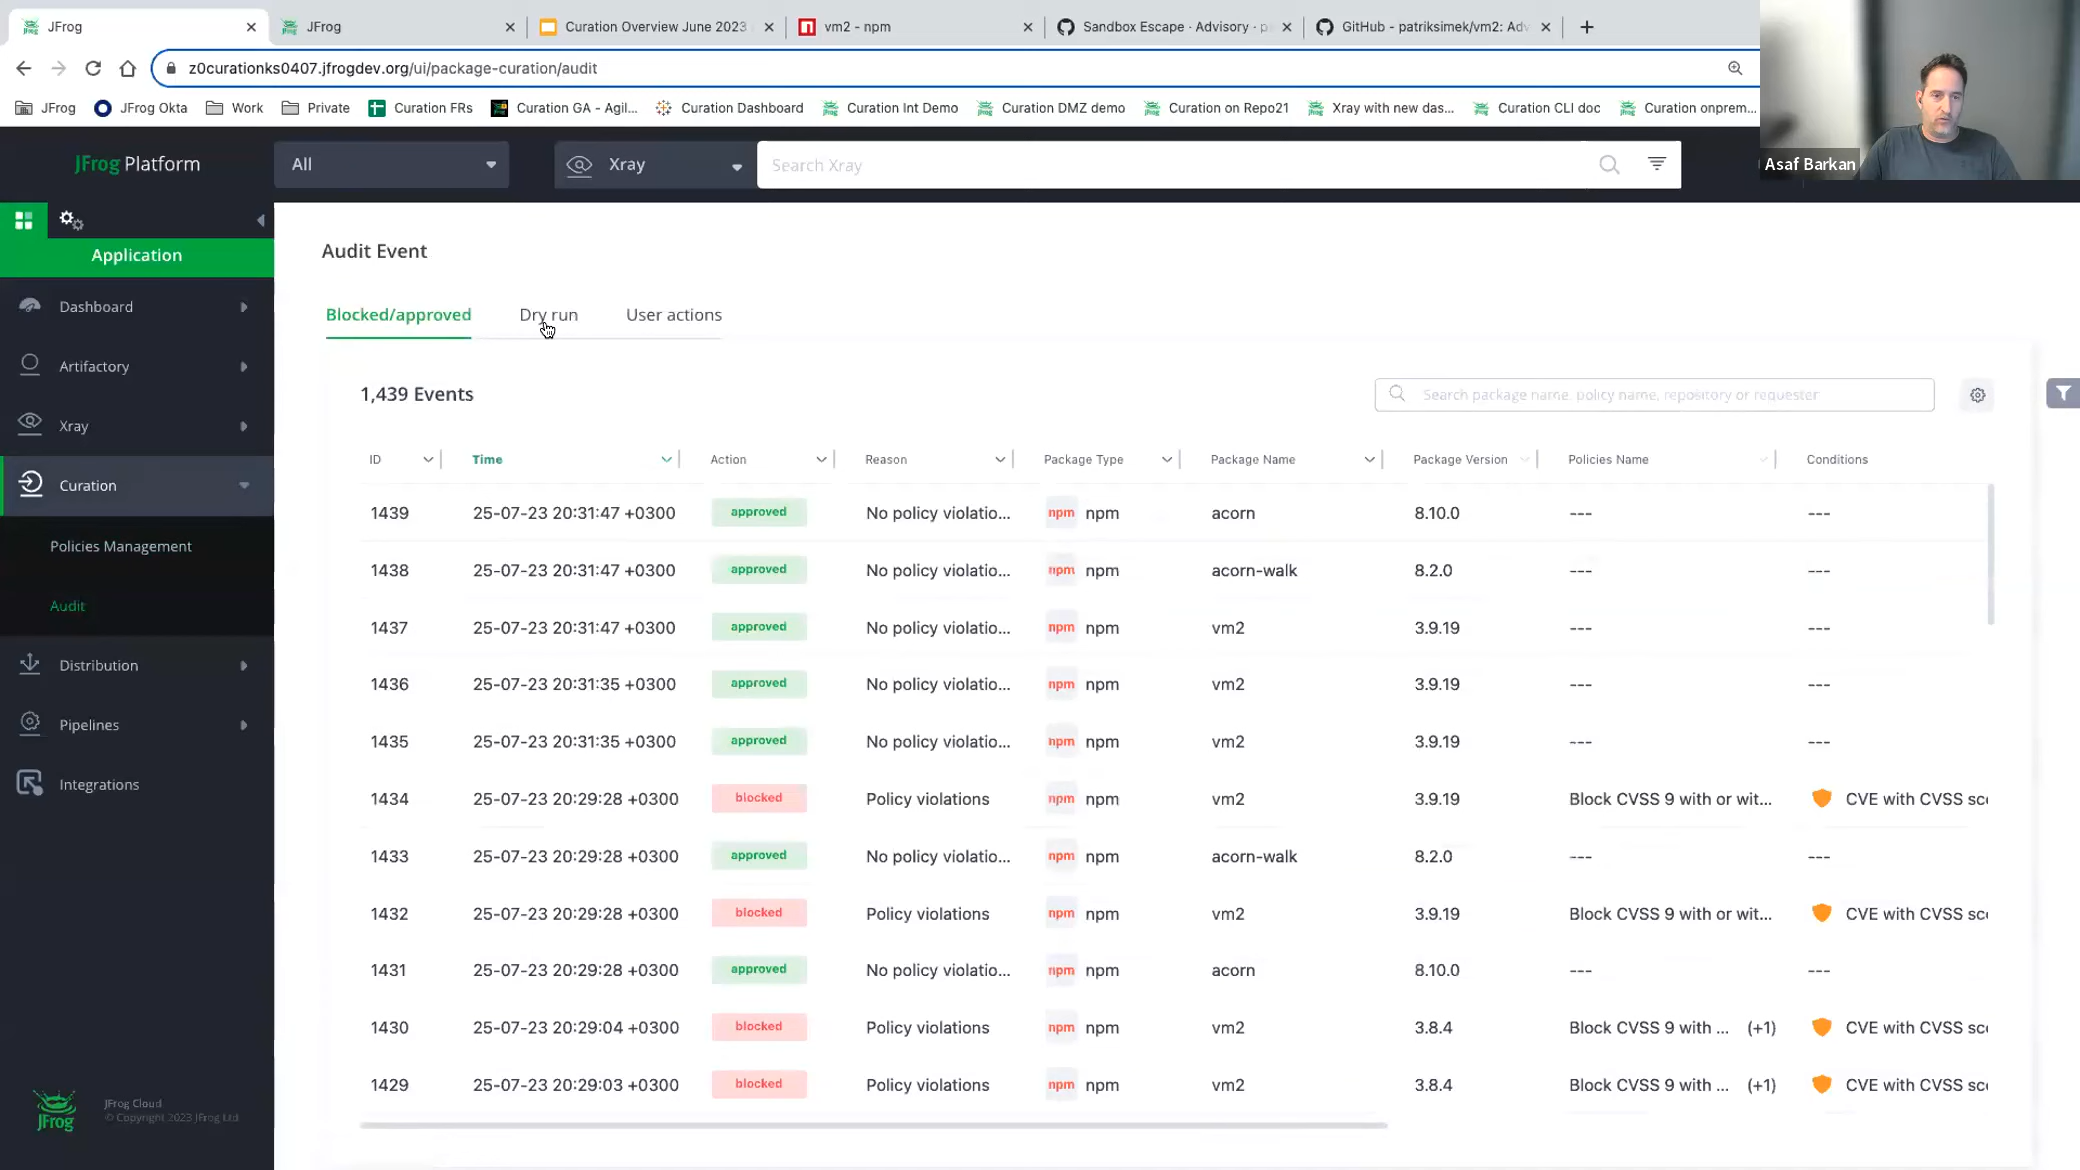 JFrog
JFrog
Curation Overview June 2023
vm2 - npm
Sandbox Escape · Advisory · p
GitHub - patriksimek/vm2: Adv
z0curationks0407.jfrogdev.org/ui/package-curation/audit
JFrog
JFrog Okta
Work
Private
Curation FRs
Curation GA - Agil...
Curation Dashboard
Curation Int Demo
Curation DMZ demo
Curation on Repo21
Xray with new das...
Curation CLI doc
Curation onprem...
Asaf Barkan
JFrog Platform
All
Xray
Search Xray
Application
Dashboard
Artifactory
Xray
Curation
Policies Management
Audit
Distribution
Pipelines
Integrations
JFrog
JFrog Cloud
© Copyright 2023 JFrog Ltd
Audit Event
Blocked/approved
Dry run
User actions
1,439 Events
Search package name, policy name, repository or requester
ID Time Action Reason Package Type Package Name Package Version Policies Name Conditions
1439 25-07-23 20:31:47 +0300 approved No policy violatio... npm npm acorn 8.10.0 --- ---
1438 25-07-23 20:31:47 +0300 approved No policy violatio... npm npm acorn-walk 8.2.0 --- ---
1437 25-07-23 20:31:47 +0300 approved No policy violatio... npm npm vm2 3.9.19 --- ---
1436 25-07-23 20:31:35 +0300 approved No policy violatio... npm npm vm2 3.9.19 --- ---
1435 25-07-23 20:31:35 +0300 approved No policy violatio... npm npm vm2 3.9.19 --- ---
1434 25-07-23 20:29:28 +0300 blocked Policy violations npm npm vm2 3.9.19 Block CVSS 9 with or wit... CVE with CVSS sc
1433 25-07-23 20:29:28 +0300 approved No policy violatio... npm npm acorn-walk 8.2.0 --- ---
1432 25-07-23 20:29:28 +0300 blocked Policy violations npm npm vm2 3.9.19 Block CVSS 9 with or wit... CVE with CVSS sc
1431 25-07-23 20:29:28 +0300 approved No policy violatio... npm npm acorn 8.10.0 --- ---
1430 25-07-23 20:29:04 +0300 blocked Policy violations npm npm vm2 3.8.4 Block CVSS 9 with ... (+1) CVE with CVSS sc
1429 25-07-23 20:29:03 +0300 blocked Policy violations npm npm vm2 3.8.4 Block CVSS 9 with ... (+1) CVE with CVSS sc